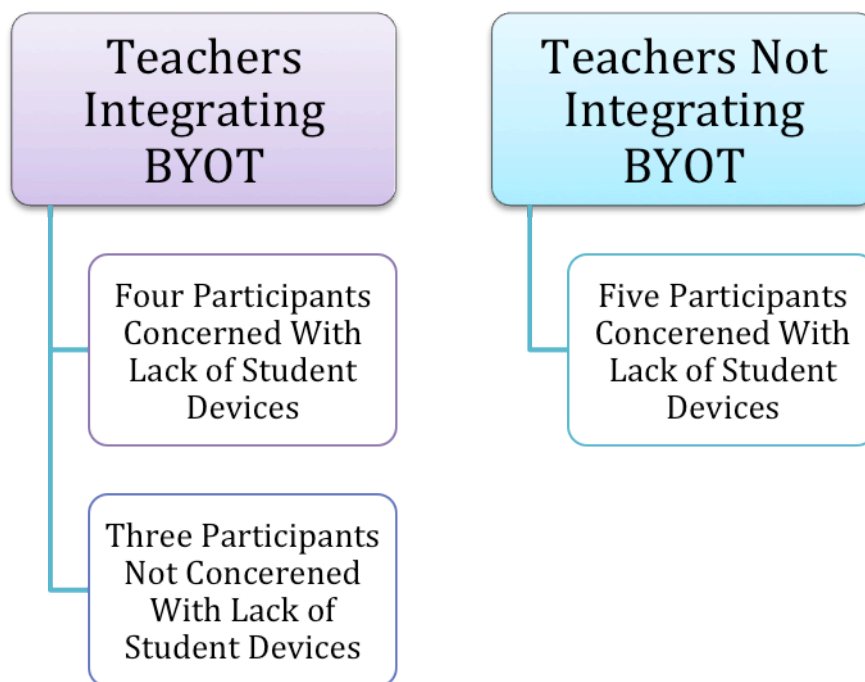 Teachers
Integrating
BYOT
Four Participants
Concerned With
Lack of Student
Devices
Three Participants
Not Concerened
With Lack of
Student Devices
Teachers Not
Integrating
BYOT
Five Participants
Concerened With
Lack of Student
Devices